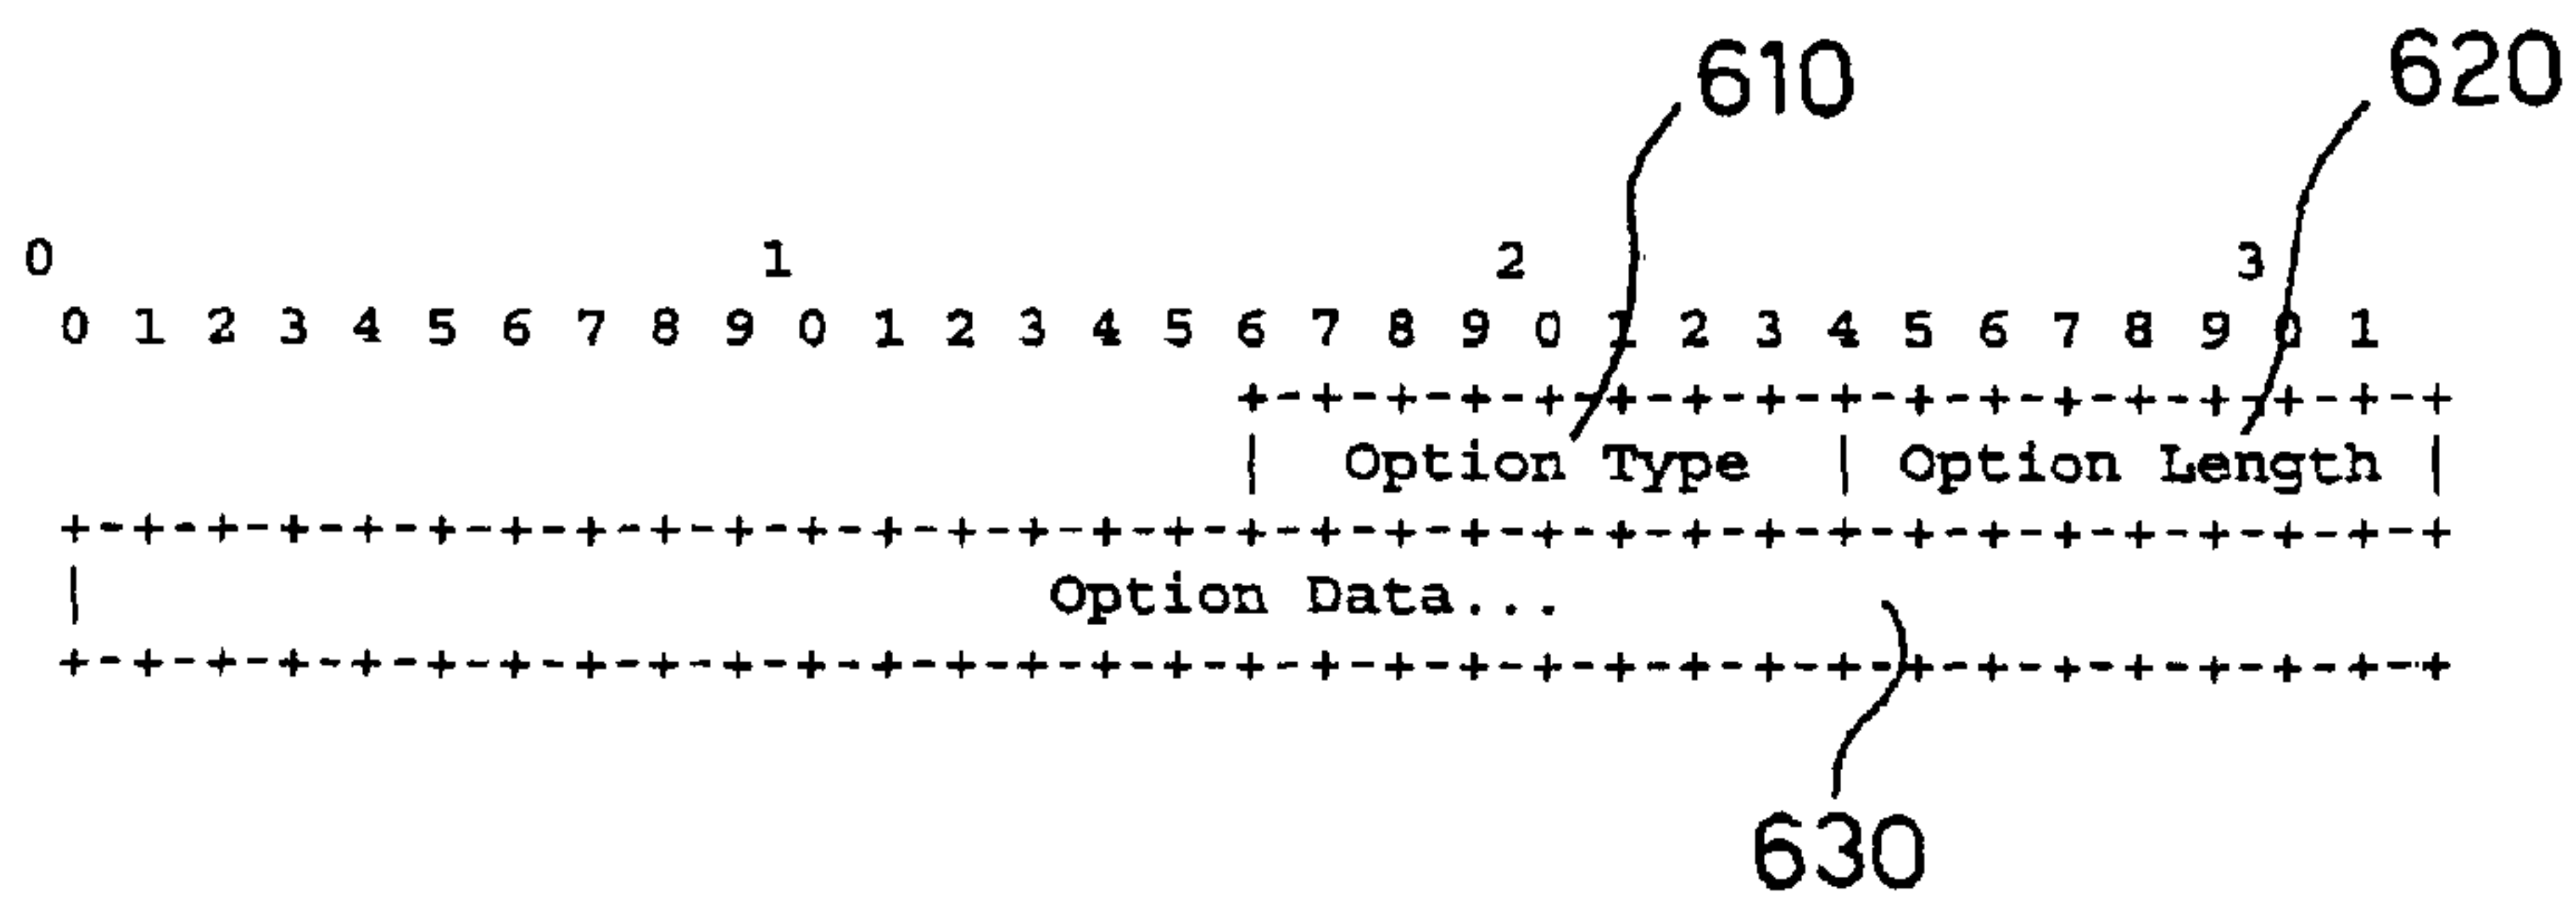 610 620
0 1 2 3
0 1 2 3 4 5 6 7 8 9 0 1 2 3 4 5 6 7 8 9 0 1 2 3 4 5 6 7 8 9 0 1
+-+-+-+-+-+-+-+-+-+-+-+-+-+-+-+-+
| Option Type | Option Length |
+-+-+-+-+-+-+-+-+-+-+-+-+-+-+-+-+-+-+-+-+-+-+-+-+-+-+-+-+-+-+-+-+
| Option Data...
+-+-+-+-+-+-+-+-+-+-+-+-+-+-+-+-+-+-+-+-+-+-+-+-+-+-+-+-+-+-+-+-+
630